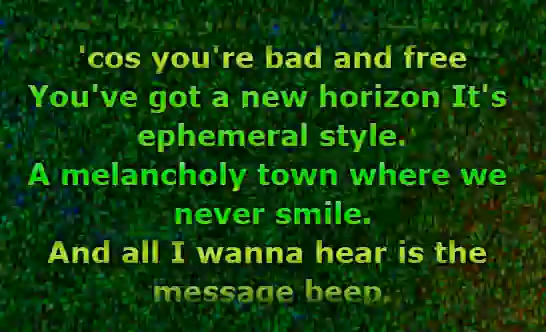 'cos you're bad and free
You've got a new horizon It's
ephemeral style.
A melancholy town where we
never smile.
And all I wanna hear is the
message beep.